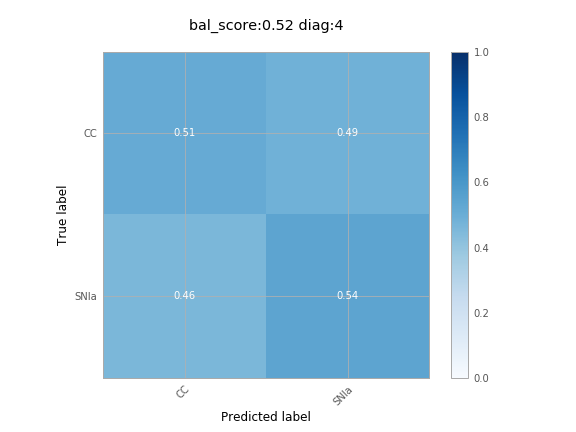 bal_score:0.52 diag:4
1.0
0.8
0.6
0.4
0.2
0.0
True label
CC
0.51 0.49
SNIa
0.46 0.54
CC SNIa
Predicted label